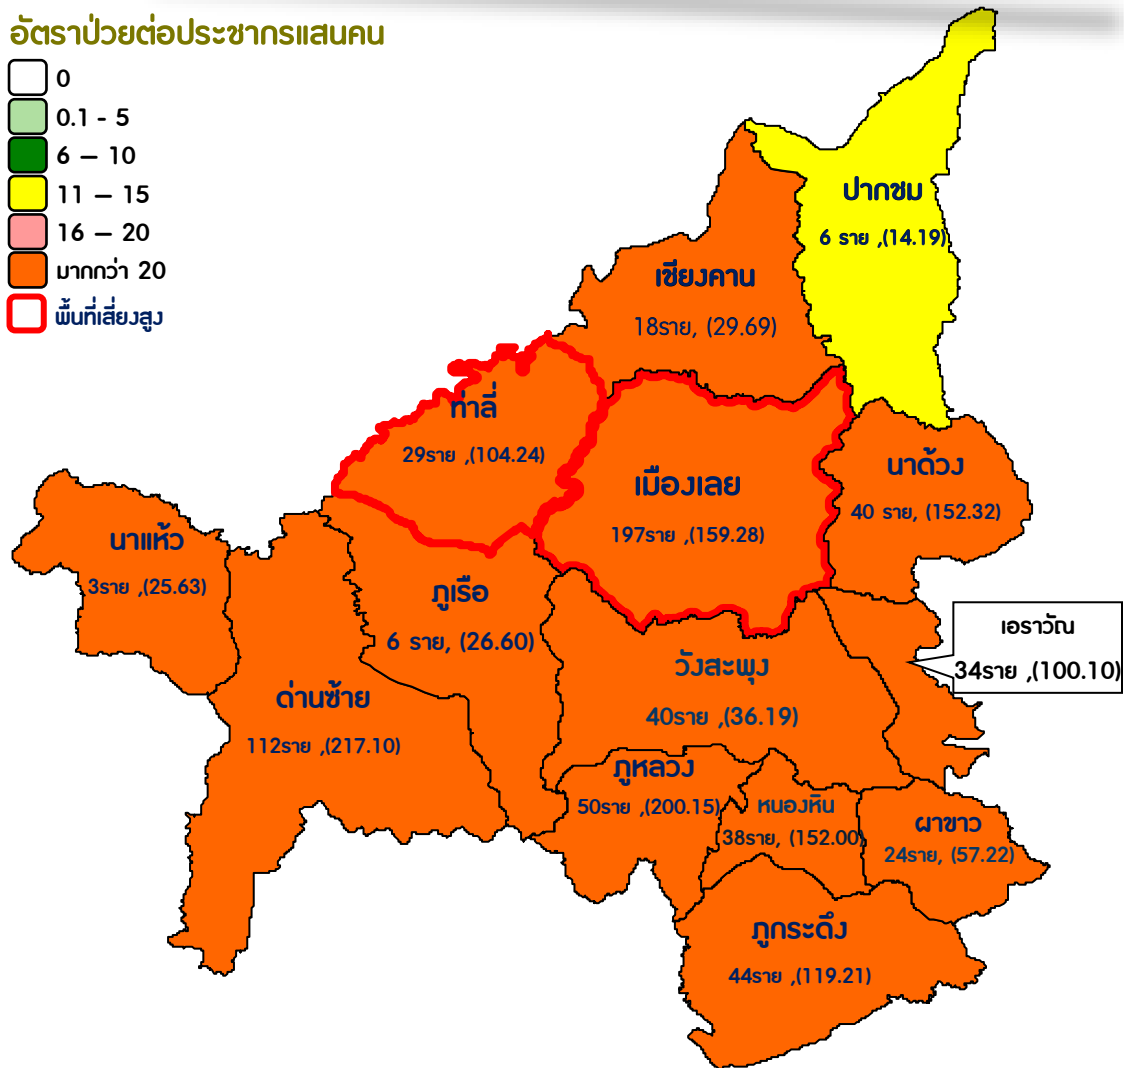 อัตราป่วยต่อประชากรแสนคน
0
0.1 - 5
6 – 10
11 – 15
16 – 20
มากกว่า 20
พื้นที่เสี่ยงสูง
ปากชม
6 ราย ,(14.19)
เชียงคาน
18ราย, (29.69)
ท่าลี่
29ราย ,(104.24)
เมืองเลย
197ราย ,(159.28)
นาด้วง
40 ราย, (152.32)
นาแห้ว
3ราย ,(25.63)
ภูเรือ
6 ราย, (26.60)
เอราวัณ
34ราย ,(100.10)
วังสะพุง
40ราย ,(36.19)
ด่านซ้าย
112ราย ,(217.10)
ภูหลวง
50ราย ,(200.15)
หนองหิน
38ราย, (152.00)
ผาขาว
24ราย, (57.22)
ภูกระดึง
44ราย ,(119.21)